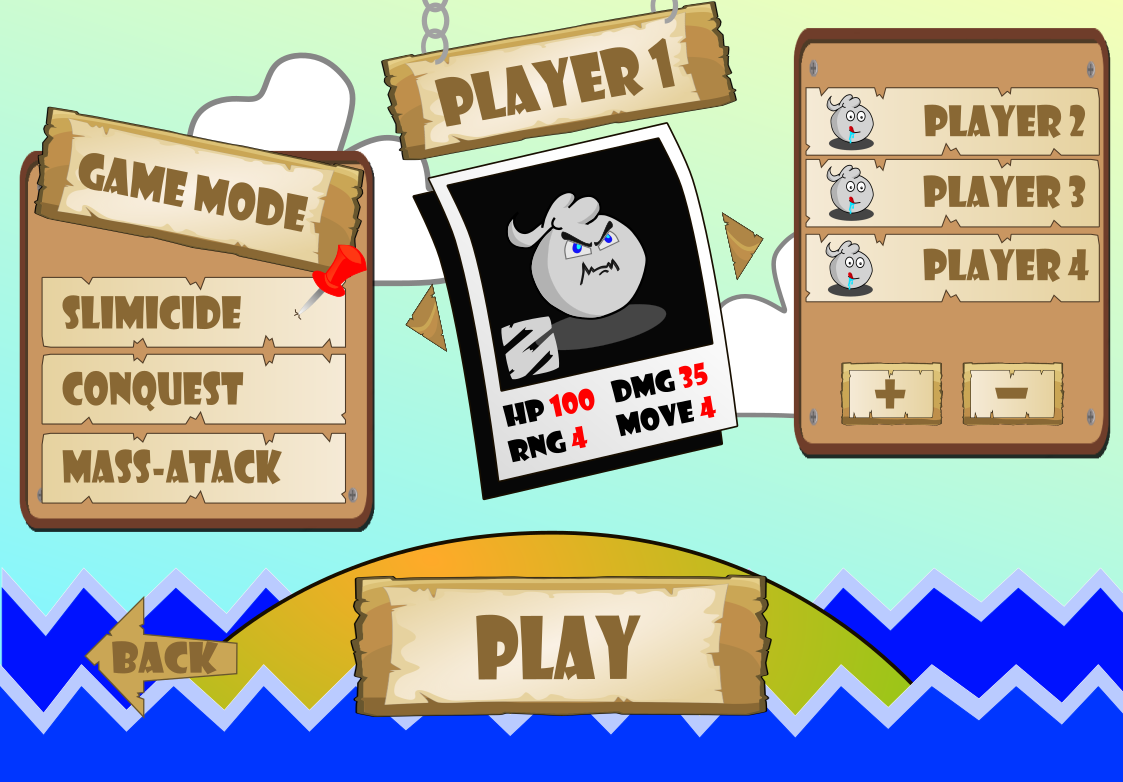 PLAYER 1
GAME MODE
SLIMICIDE
CONQUEST
MASS-ATACK
HP 100 DMG 35
RNG 4 MOVE 4
PLAYER 2
PLAYER 3
PLAYER 4
+ -
BACK
PLAY